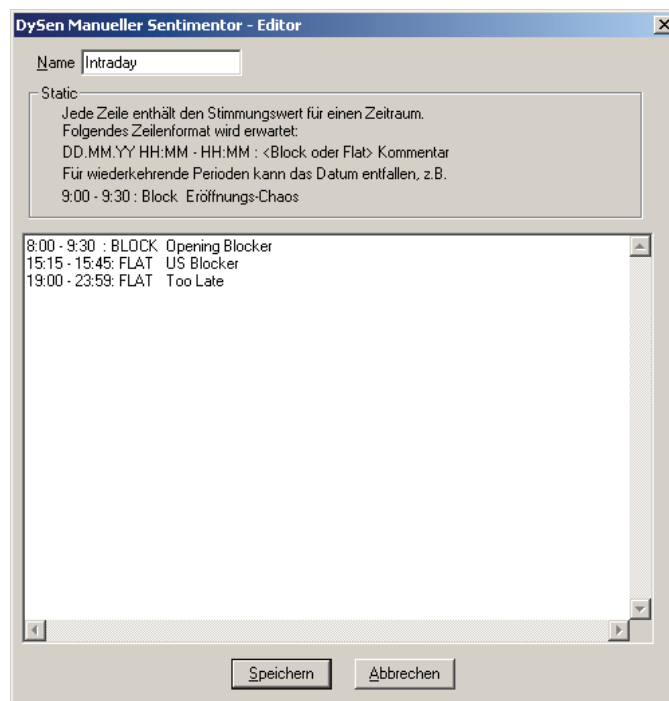 DySen Manueller Sentimentor - Editor
Name Intraday
Static
Jede Zeile enthält den Stimmungswert für einen Zeitraum.
Folgendes Zeilenformat wird erwartet:
DD.MM.YY HH:MM - HH:MM : <Block oder Flat> Kommentar
Für wiederkehrende Perioden kann das Datum entfallen, z.B.
9:00 - 9:30 : Block Eröffnungs-Chaos
8:00 - 9:30 : BLOCK Opening Blocker
15:15 - 15:45: FLAT US Blocker
19:00 - 23:59: FLAT Too Late
Speichern Abbrechen